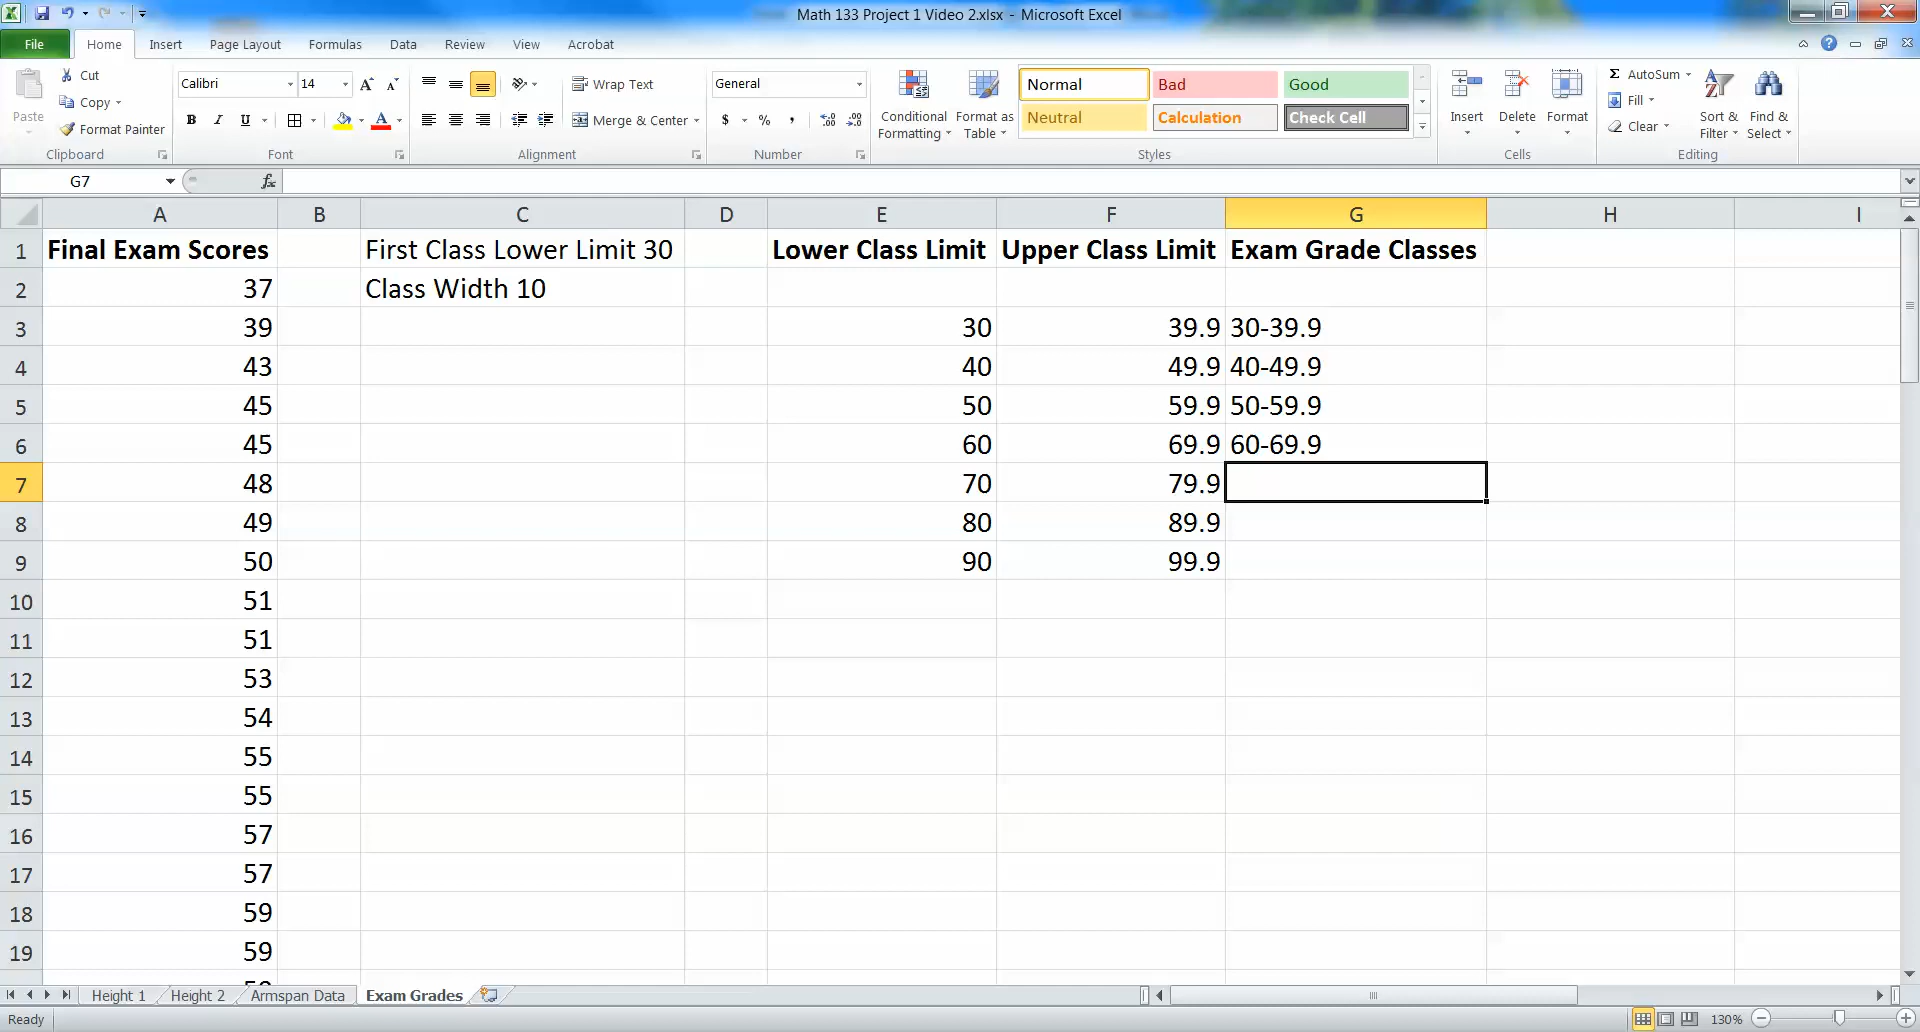 Math 133 Project 1 Video 2.xlsx - Microsoft Excel
File Home Insert Page Layout Formulas Data Review View Acrobat
Paste Cut Copy Format Painter Clipboard
Calibri 14 A A B I U A Font
Wrap Text Merge & Center Alignment
General $ % , .00 .0 Number
Conditional Formatting Format as Table
Normal Bad Good
Neutral Calculation Check Cell
Styles
Insert Delete Format Cells
Σ AutoSum Fill Clear Sort & Filter Find & Select Editing
G7 fx
A B C D E F G H I
1 Final Exam Scores First Class Lower Limit 30 Lower Class Limit Upper Class Limit Exam Grade Classes
2 37 Class Width 10
3 39 30 39.9 30-39.9
4 43 40 49.9 40-49.9
5 45 50 59.9 50-59.9
6 45 60 69.9 60-69.9
7 48 70 79.9
8 49 80 89.9
9 50 90 99.9
10 51
11 51
12 53
13 54
14 55
15 55
16 57
17 57
18 59
19 59
Height 1 Height 2 Armspan Data Exam Grades
Ready 130%